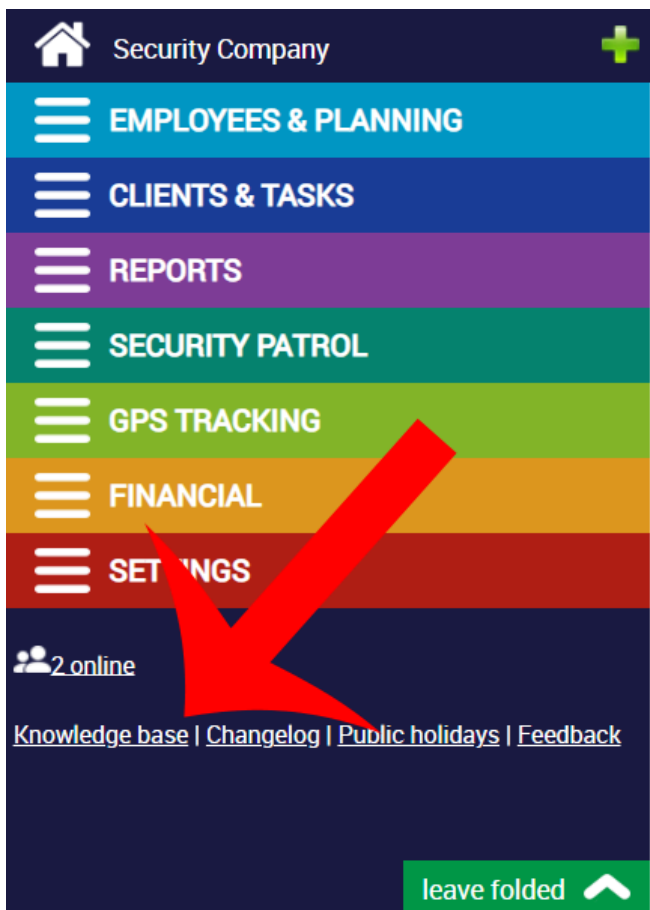 Security Company
EMPLOYEES & PLANNING
CLIENTS & TASKS
REPORTS
SECURITY PATROL
GPS TRACKING
FINANCIAL
SETTINGS
2 online
Knowledge base | Changelog | Public holidays | Feedback
leave folded